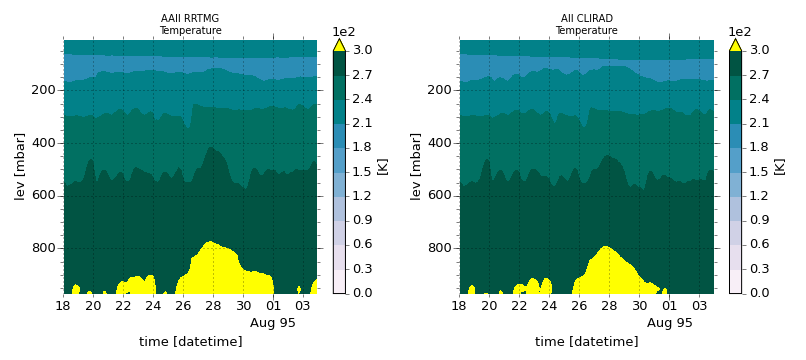 AAll RRTMG
Temperature
1e2
3.0
2.7
2.4
2.1
1.8
1.5
1.2
0.9
0.6
0.3
0.0
[K]
lev [mbar]
200
400
600
800
18 20 22 24 26 28 30 01 03
Aug 95
time [datetime]
All CLIRAD
Temperature
1e2
3.0
2.7
2.4
2.1
1.8
1.5
1.2
0.9
0.6
0.3
0.0
[K]
lev [mbar]
200
400
600
800
18 20 22 24 26 28 30 01 03
Aug 95
time [datetime]